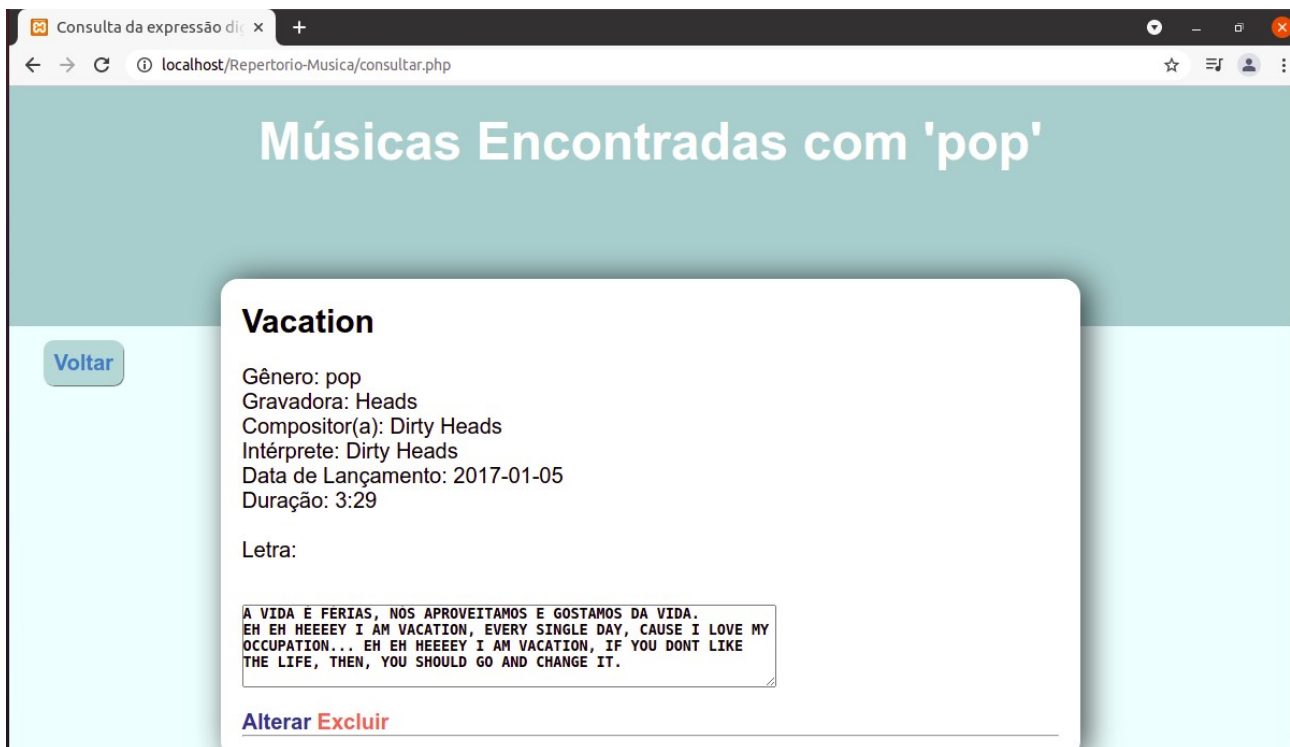 Consulta da expressão di
localhost/Repertorio-Musica/consultar.php
Músicas Encontradas com 'pop'
Voltar
Vacation
Gênero: pop
Gravadora: Heads
Compositor(a): Dirty Heads
Intérprete: Dirty Heads
Data de Lançamento: 2017-01-05
Duração: 3:29
Letra:
A VIDA É FÉRIAS, NÓS APROVEITAMOS E GOSTAMOS DA VIDA.
EH EH HEEEEY I AM VACATION, EVERY SINGLE DAY, CAUSE I LOVE MY
OCCUPATION... EH EH HEEEEY I AM VACATION, IF YOU DONT LIKE
THE LIFE, THEN, YOU SHOULD GO AND CHANGE IT.
Alterar Excluir